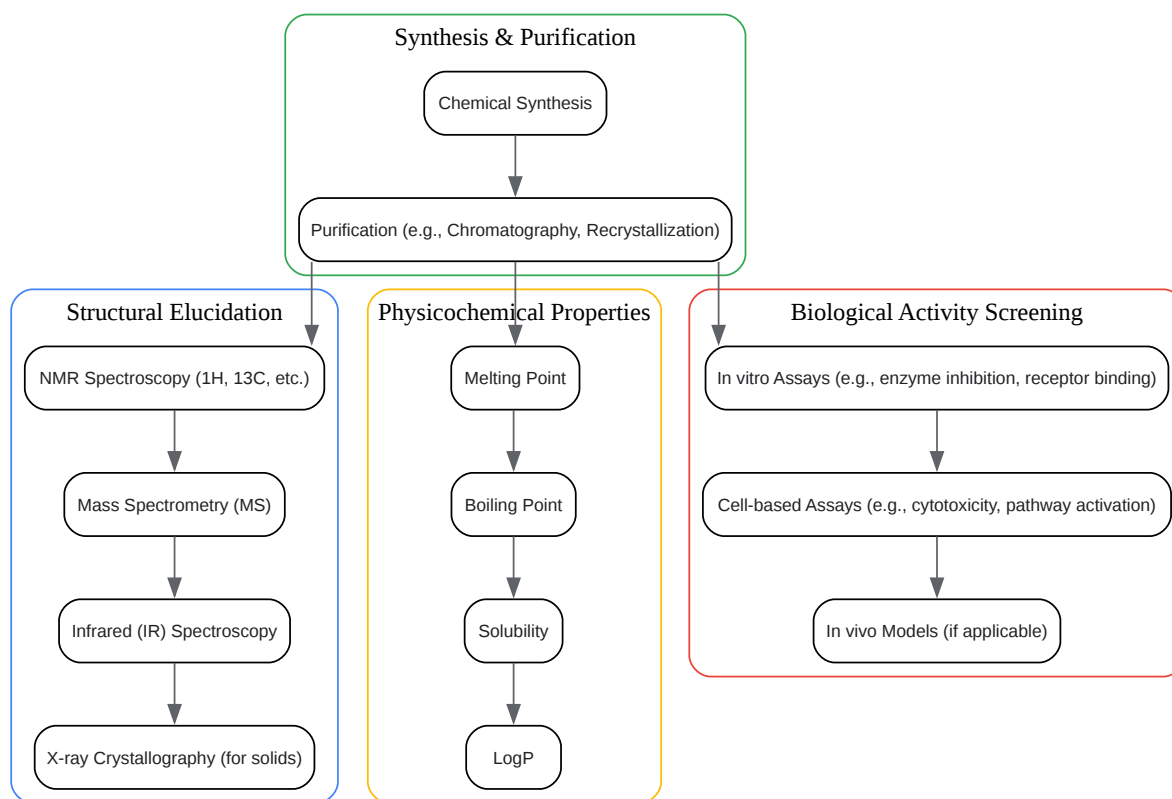 Synthesis & Purification
Chemical Synthesis
Purification (e.g., Chromatography, Recrystallization)
Structural Elucidation
NMR Spectroscopy (1H, 13C, etc.)
Mass Spectrometry (MS)
Infrared (IR) Spectroscopy
X-ray Crystallography (for solids)
Physicochemical Properties
Melting Point
Boiling Point
Solubility
LogP
Biological Activity Screening
In vitro Assays (e.g., enzyme inhibition, receptor binding)
Cell-based Assays (e.g., cytotoxicity, pathway activation)
In vivo Models (if applicable)